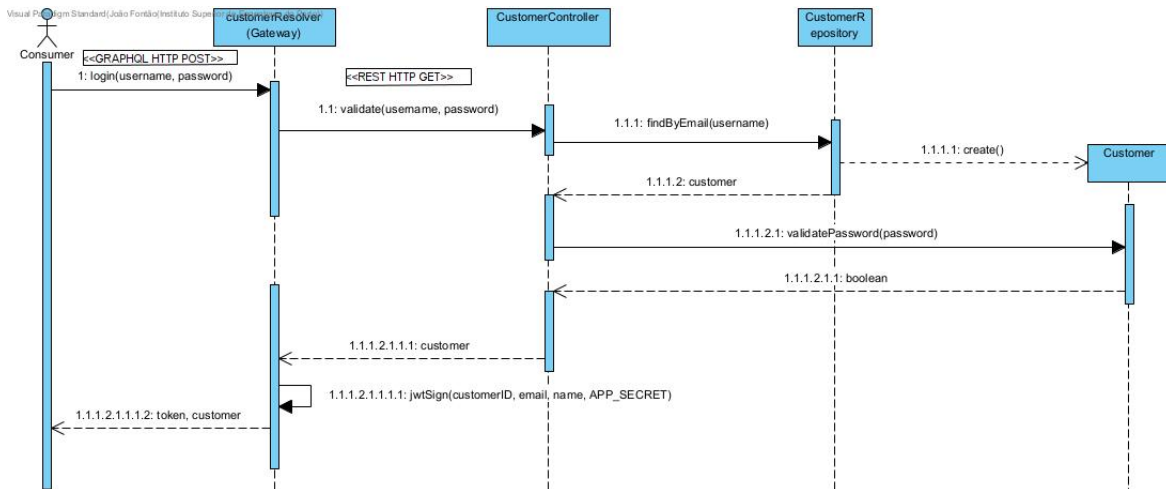 Visual Paradigm Standard(João Fontão(Instituto Superior de Engenharia do Porto))
customerResolver
(Gateway)
CustomerController
CustomerR
epository
Consumer
<<GRAPHQL HTTP POST>>
1: login(username, password)
<<REST HTTP GET>>
1.1: validate(username, password)
1.1.1: findByEmail(username)
1.1.1.1: create()
Customer
1.1.1.2: customer
1.1.1.2.1: validatePassword(password)
1.1.1.2.1.1: boolean
1.1.1.2.1.1.1: customer
1.1.1.2.1.1.1.1: jwtSign(customerID, email, name, APP_SECRET)
1.1.1.2.1.1.1.2: token, customer